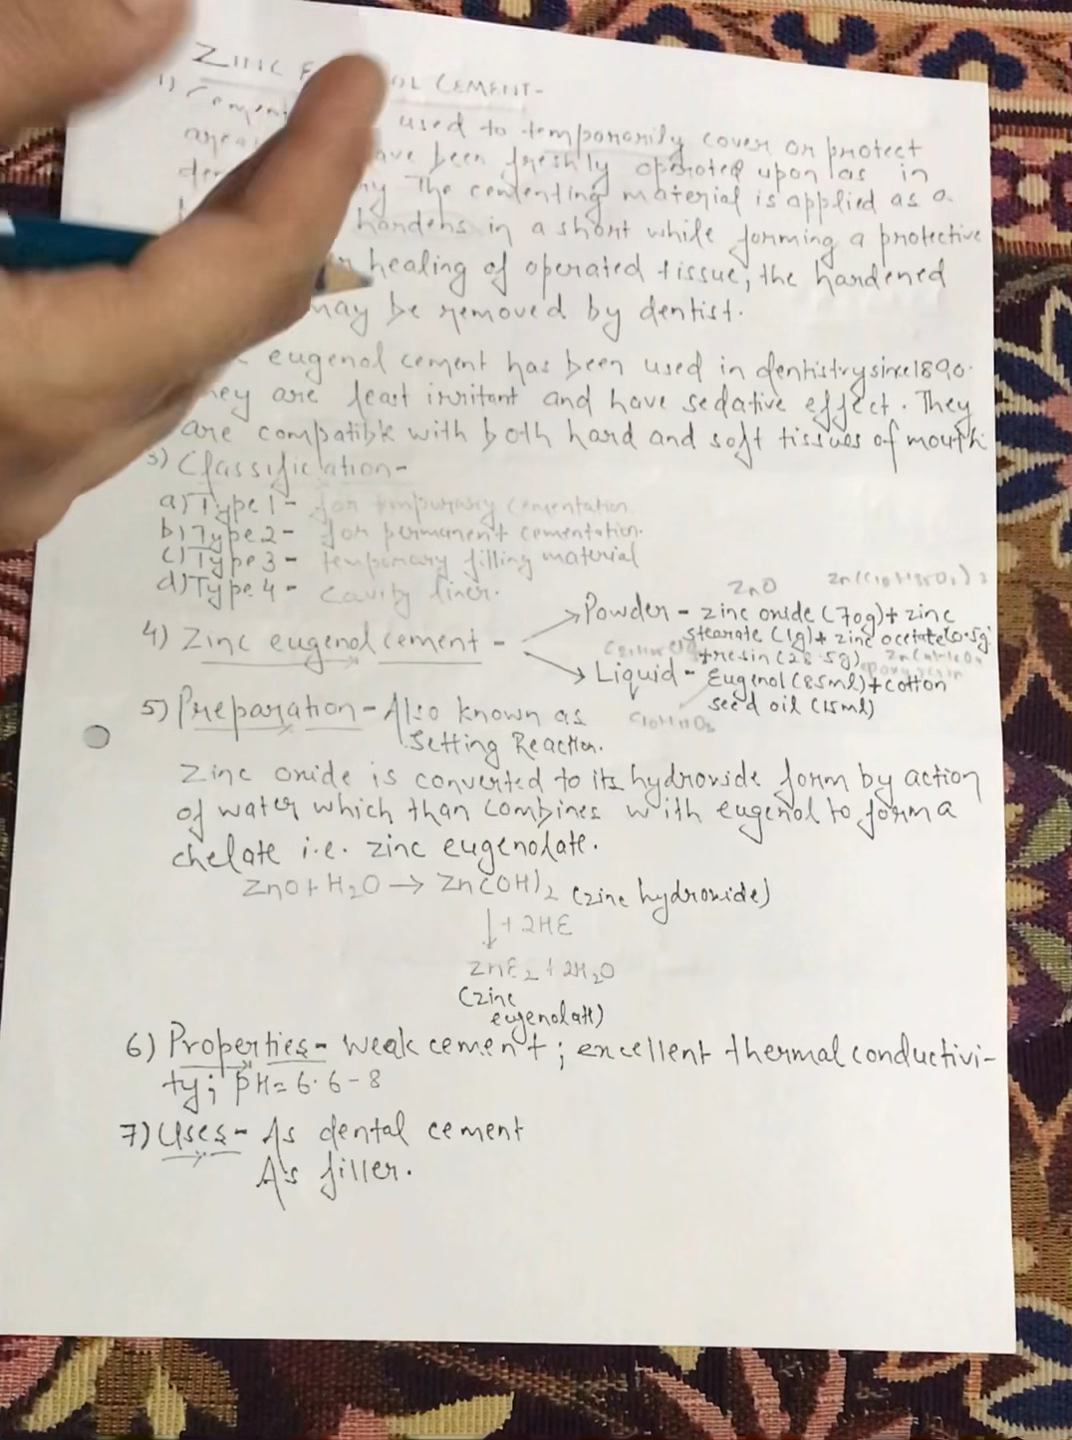 ZINC OL CEMENT-
1) Cement used to temporarily cover or protect
area ave been freshly operated upon as in
den ry The cementing material is applied as a
hardens in a short while forming a protective
healing of operated tissue, the hardened
may be removed by dentist.
eugenol cement has been used in dentistry since 1890.
hey are least irritant and have sedative effect. They
are compatible with both hard and soft tissues of mouth
3) Classification-
a) Type 1 - for temporary cementation
b) Type 2 - for permanent cementation.
c) Type 3 - temporary filling material
d) Type 4 - cavity liner.
ZnO
→ Powder - zinc oxide (70g) + zinc
4) Zinc eugenol cement - stearate (1g) + zinc acetate (0.5g)
+ resin (28.5g)
→ Liquid - Eugenol (85ml) + cotton
seed oil (15ml)
5) Preparation - Also known as
Setting Reaction.
Zinc oxide is converted to its hydroxide form by action
of water which than combines with eugenol to form a
chelate i.e. zinc eugenolate.
ZnO + H2O → Zn(OH)2 (zinc hydroxide)
↓ + 2HE
ZnE2 + 2H2O
(zinc
eugenolate)
6) Properties - Weak cement; excellent thermal conductivi-
ty; pH = 6.6 - 8
7) Uses - As dental cement
As filler.